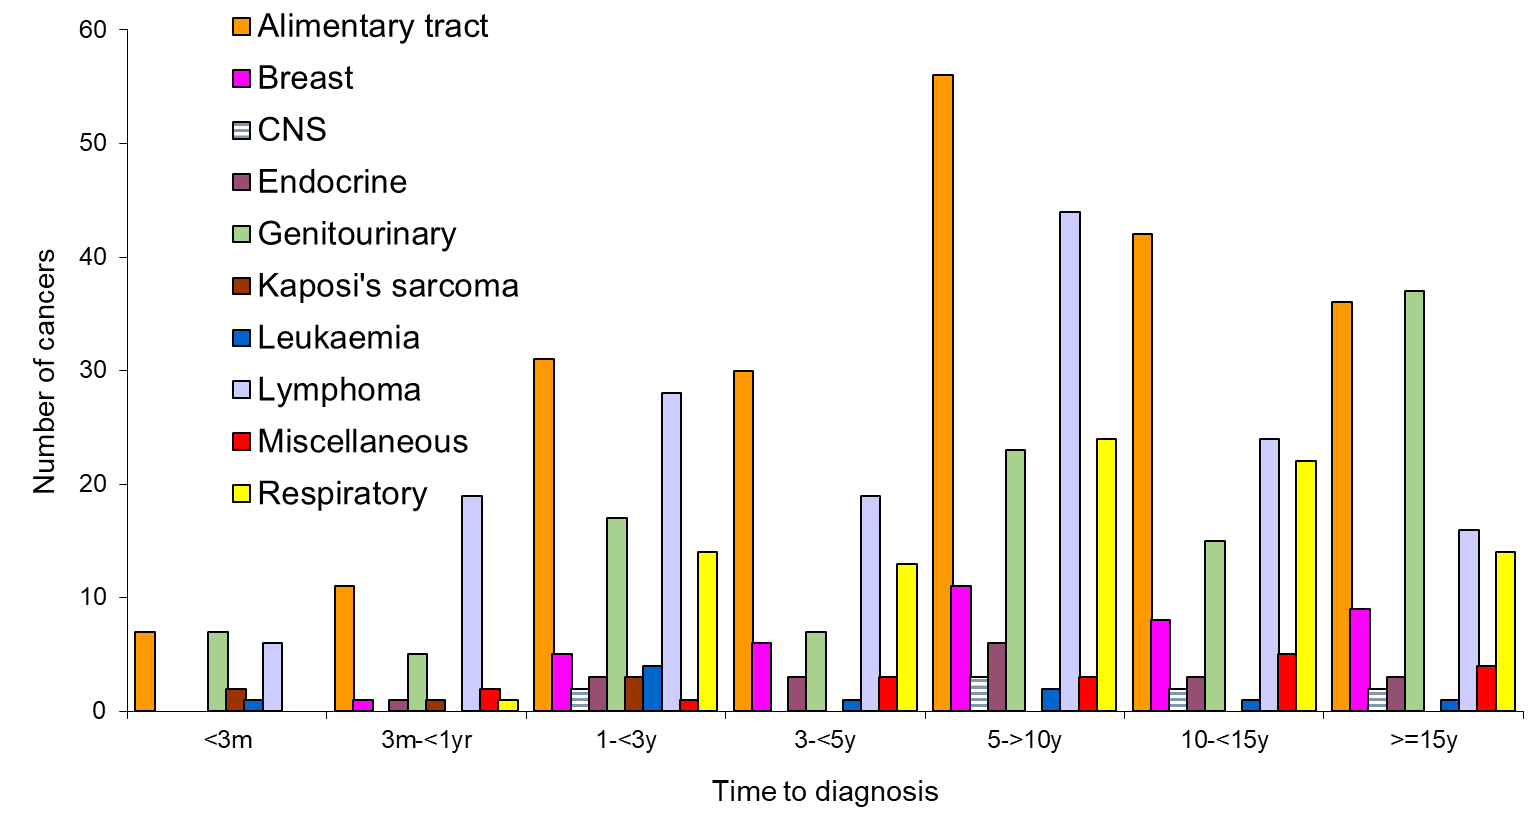 60
50
40
30
20
10
0
Number of cancers
Alimentary tract
Breast
CNS
Endocrine
Genitourinary
Kaposi's sarcoma
Leukaemia
Lymphoma
Miscellaneous
Respiratory
<3m 3m-<1yr 1-<3y 3-<5y 5->10y 10-<15y >=15y
Time to diagnosis